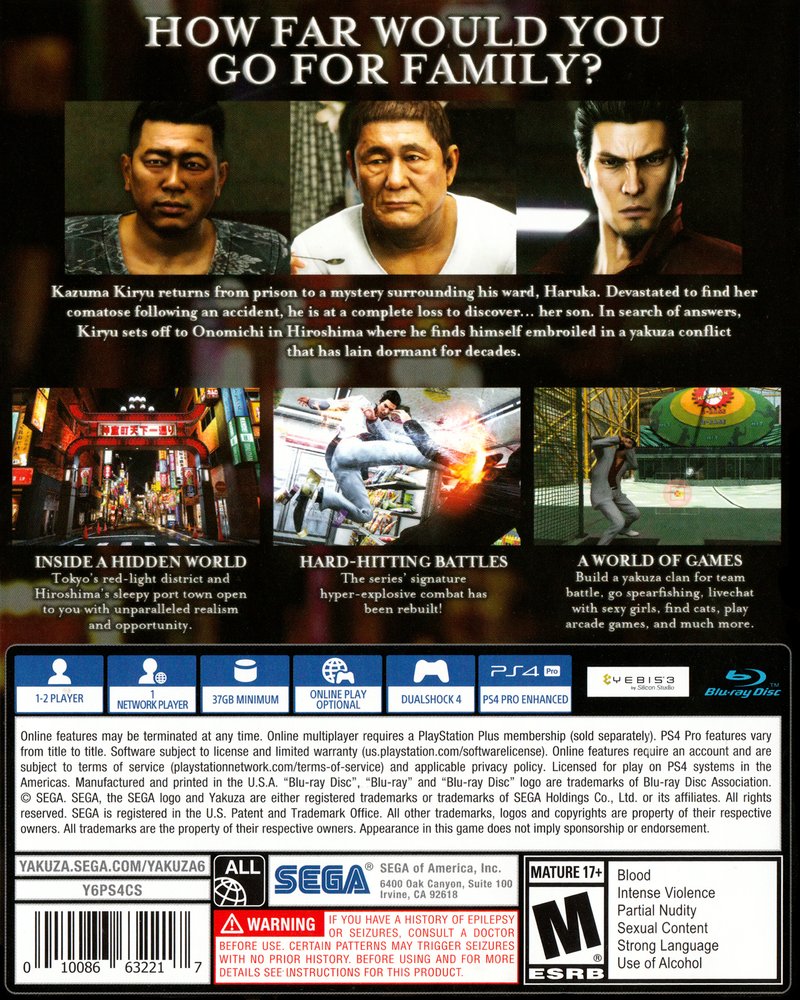 HOW FAR WOULD YOU
GO FOR FAMILY?
Kazuma Kiryu returns from prison to a mystery surrounding his ward, Haruka. Devastated to find her
comatose following an accident, he is at a complete loss to discover... her son. In search of answers,
Kiryu sets off to Onomichi in Hiroshima where he finds himself embroiled in a yakuza conflict
that has lain dormant for decades.
神室町天下一通り
INSIDE A HIDDEN WORLD
Tokyo's red-light district and
Hiroshima's sleepy port town open
to you with unparalleled realism
and opportunity.
HARD-HITTING BATTLES
The series' signature
hyper-explosive combat has
been rebuilt!
A WORLD OF GAMES
Build a yakuza clan for team
battle, go spearfishing, livechat
with sexy girls, find cats, play
arcade games, and much more.
1-2 PLAYER
1
NETWORK PLAYER
37GB MINIMUM
ONLINE PLAY
OPTIONAL
DUALSHOCK 4
PS4 Pro
PS4 PRO ENHANCED
YEBIS 3
by Silicon Studio
Blu-ray Disc™
Online features may be terminated at any time. Online multiplayer requires a PlayStation Plus membership (sold separately). PS4 Pro features vary
from title to title. Software subject to license and limited warranty (us.playstation.com/softwarelicense). Online features require an account and are
subject to terms of service (playstationnetwork.com/terms-of-service) and applicable privacy policy. Licensed for play on PS4 systems in the
Americas. Manufactured and printed in the U.S.A. “Blu-ray Disc”, “Blu-ray” and “Blu-ray Disc” logo are trademarks of Blu-ray Disc Association.
© SEGA. SEGA, the SEGA logo and Yakuza are either registered trademarks or trademarks of SEGA Holdings Co., Ltd. or its affiliates. All rights
reserved. SEGA is registered in the U.S. Patent and Trademark Office. All other trademarks, logos and copyrights are property of their respective
owners. All trademarks are the property of their respective owners. Appearance in this game does not imply sponsorship or endorsement.
YAKUZA.SEGA.COM/YAKUZA6
Y6PS4CS
0 10086 63221 7
ALL
SEGA®
SEGA of America, Inc.
6400 Oak Canyon, Suite 100
Irvine, CA 92618
WARNING IF YOU HAVE A HISTORY OF EPILEPSY
OR SEIZURES, CONSULT A DOCTOR
BEFORE USE. CERTAIN PATTERNS MAY TRIGGER SEIZURES
WITH NO PRIOR HISTORY. BEFORE USING AND FOR MORE
DETAILS SEE INSTRUCTIONS FOR THIS PRODUCT.
MATURE 17+
M®
ESRB
Blood
Intense Violence
Partial Nudity
Sexual Content
Strong Language
Use of Alcohol